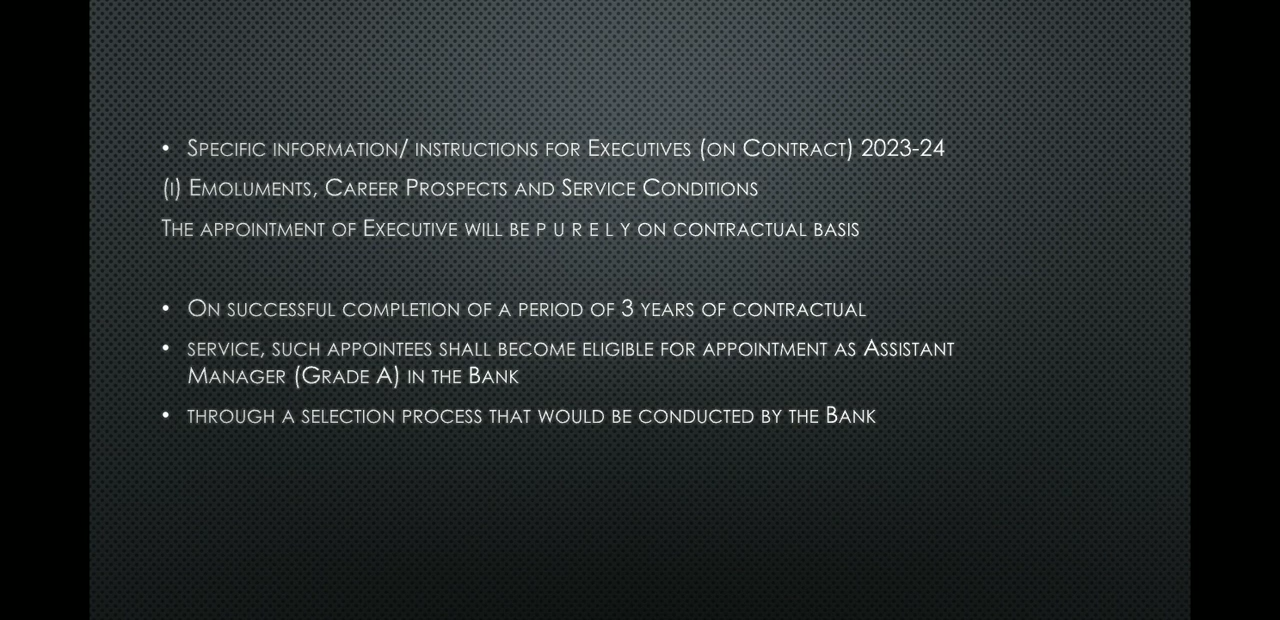 • Specific information/ instructions for Executives (on Contract) 2023-24
(i) Emoluments, Career Prospects and Service Conditions
The appointment of Executive will be p u r e l y on contractual basis
• On successful completion of a period of 3 years of contractual
• service, such appointees shall become eligible for appointment as Assistant
Manager (Grade A) in the Bank
• through a selection process that would be conducted by the Bank